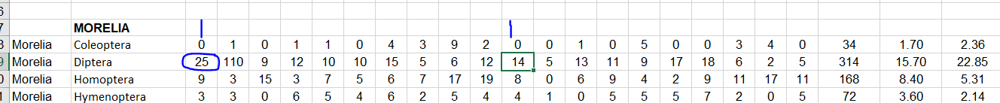 6
7 MORELIA
8 Morelia Coleoptera 0 1 0 1 1 0 4 3 9 2 0 0 1 0 5 0 0 3 4 0 34 1.70 2.36
9 Morelia Diptera 25 110 9 12 10 10 15 5 6 12 14 5 13 11 9 17 18 6 2 5 314 15.70 22.85
0 Morelia Homoptera 9 3 15 3 7 5 6 7 17 19 8 0 6 9 4 2 9 11 17 11 168 8.40 5.31
1 Morelia Hymenoptera 3 3 0 6 5 4 6 2 5 4 4 1 0 5 5 5 7 2 0 5 72 3.60 2.14